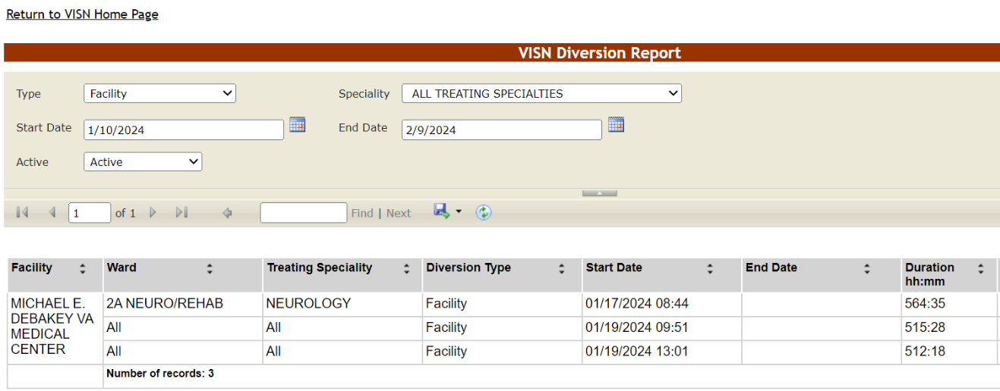 Return to VISN Home Page
VISN Diversion Report
Type Facility Speciality ALL TREATING SPECIALTIES
Start Date 1/10/2024 End Date 2/9/2024
Active Active
1 of 1 Find | Next
Facility Ward Treating Speciality Diversion Type Start Date End Date Duration hh:mm
MICHAEL E. DEBAKEY VA MEDICAL CENTER 2A NEURO/REHAB NEUROLOGY Facility 01/17/2024 08:44 564:35
All All Facility 01/19/2024 09:51 515:28
All All Facility 01/19/2024 13:01 512:18
Number of records: 3